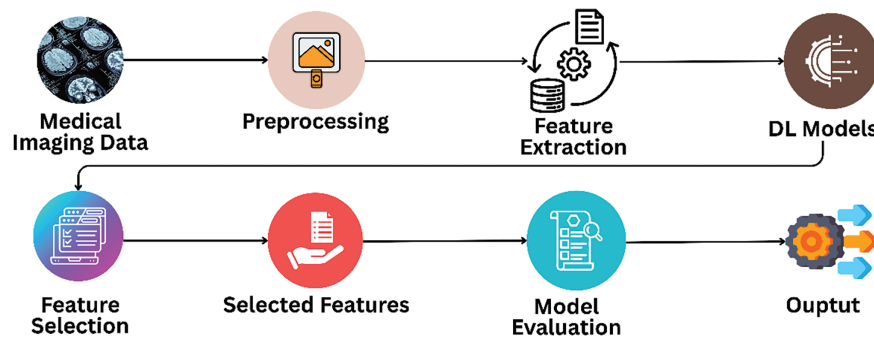 Medical
Imaging Data
Preprocessing
Feature
Extraction
DL Models
Feature
Selection
Selected Features
Model
Evaluation
Ouptut